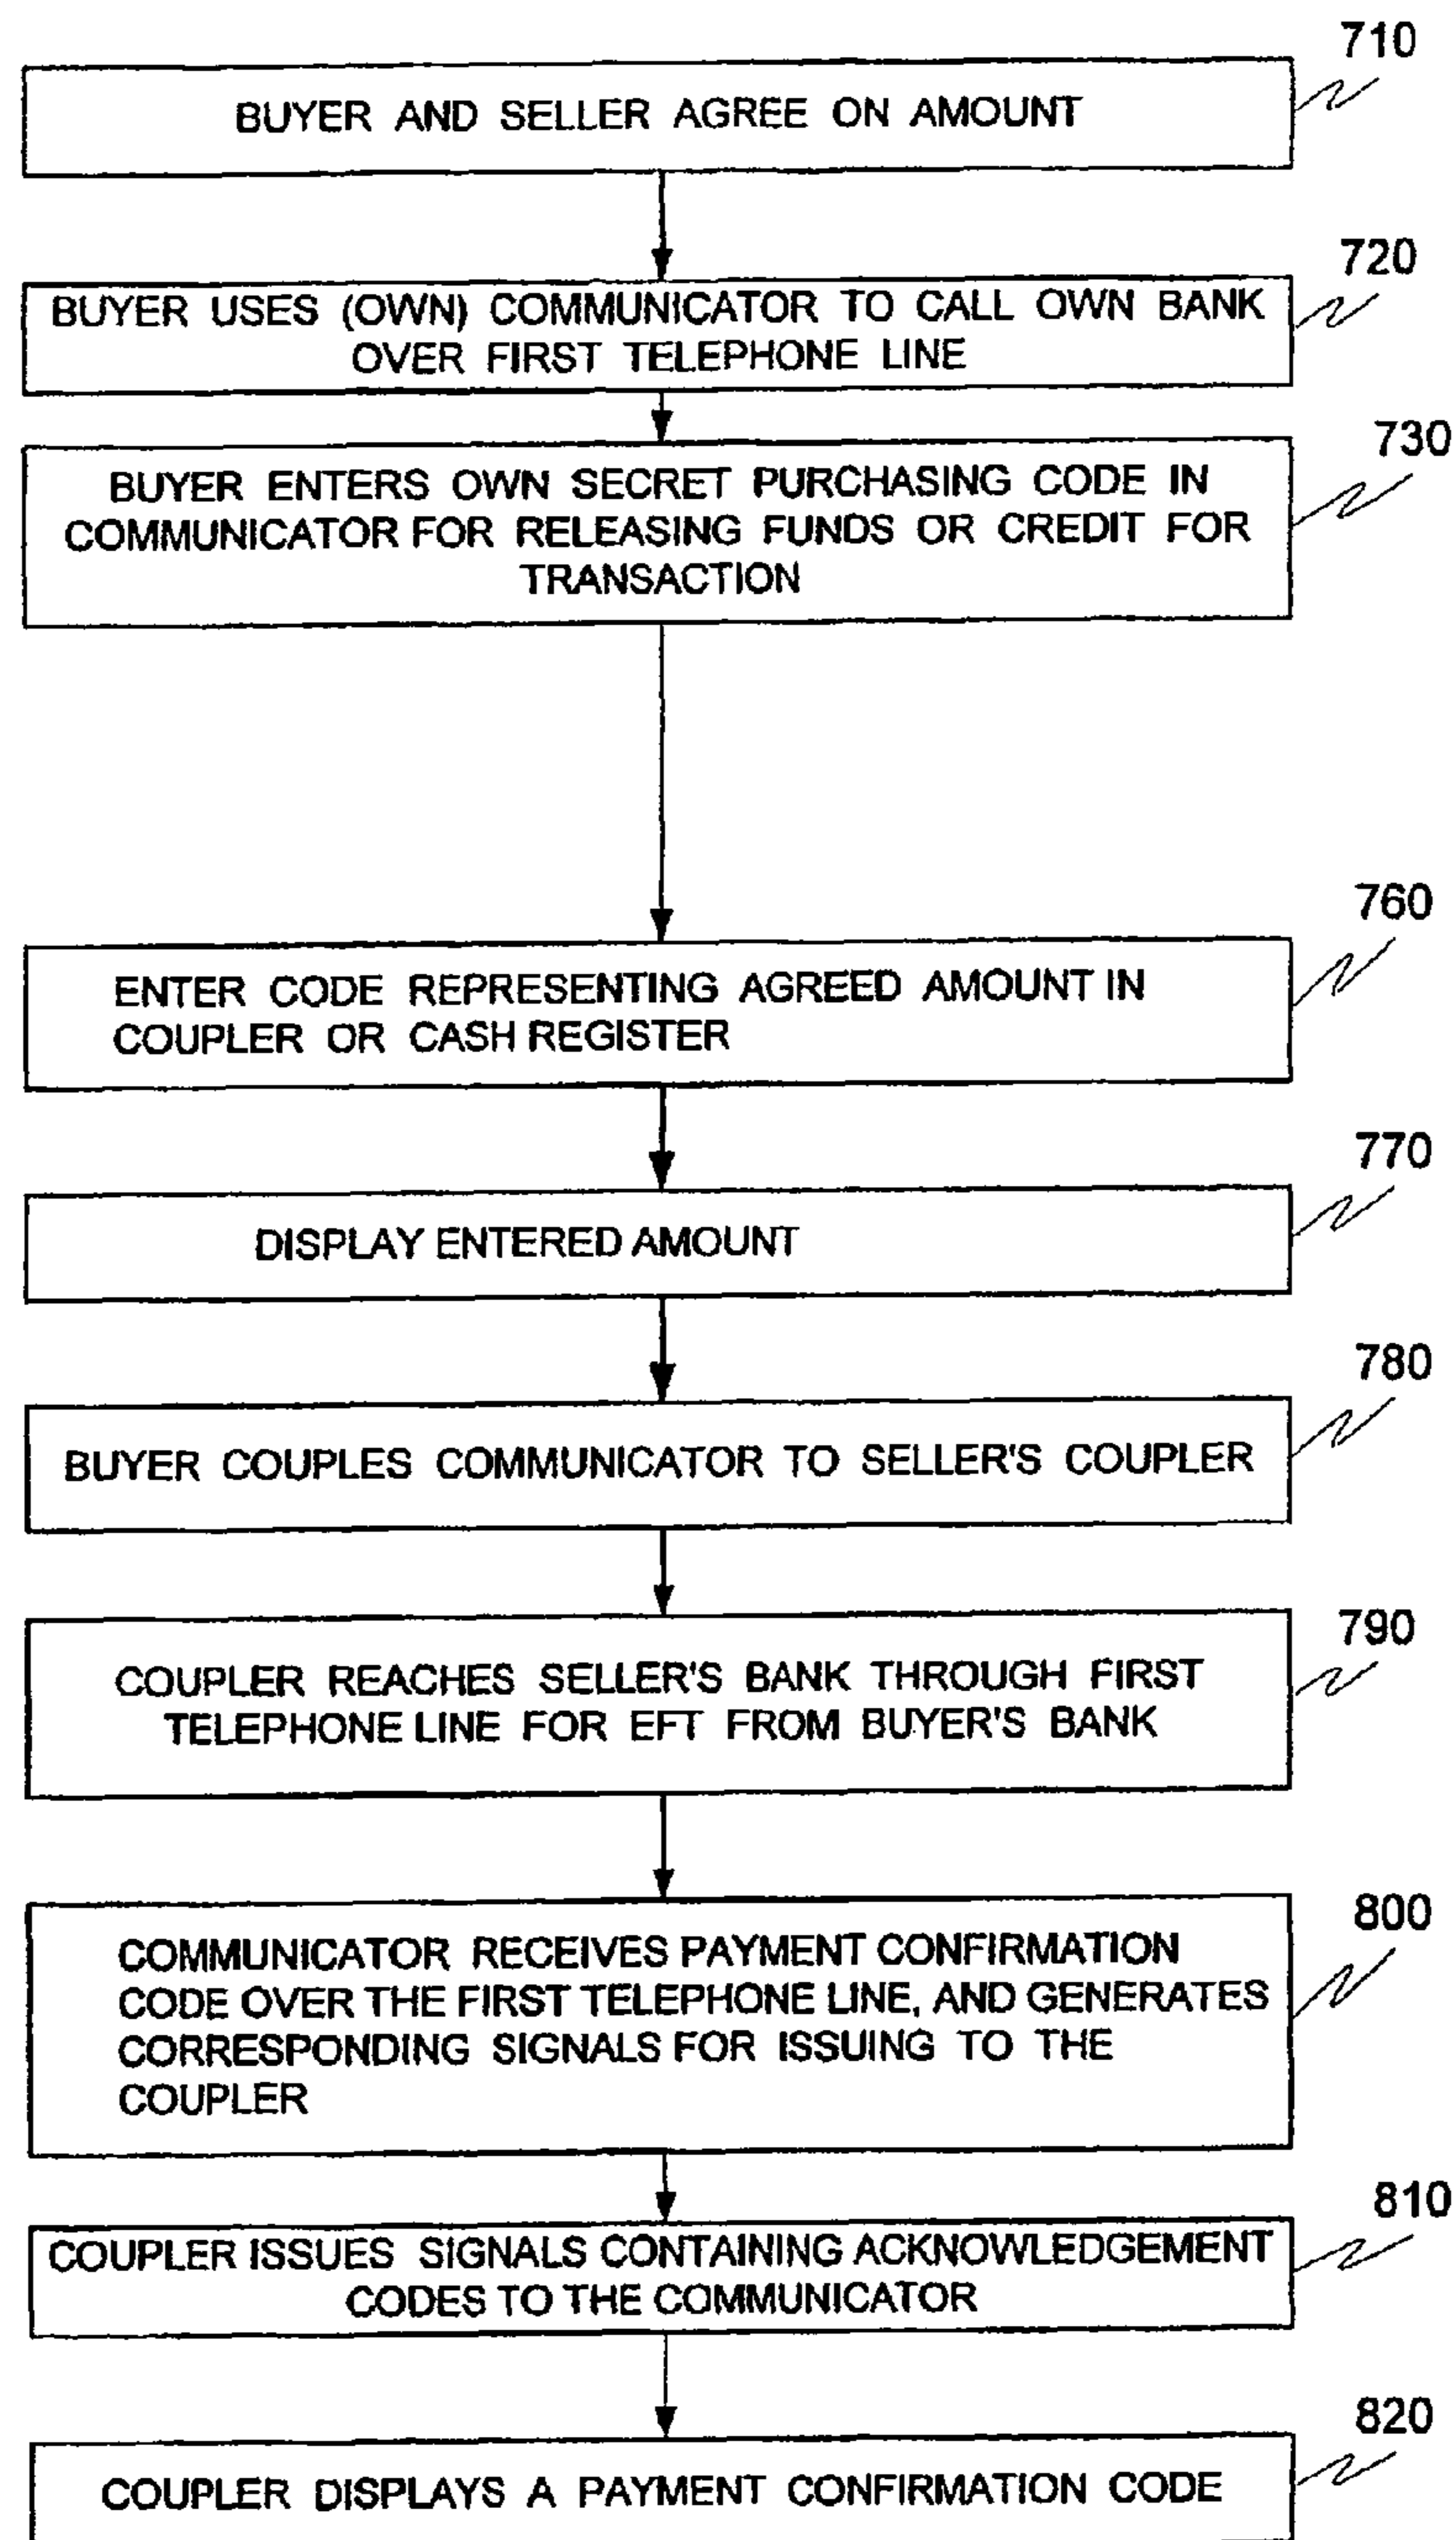 710
BUYER AND SELLER AGREE ON AMOUNT
720
BUYER USES (OWN) COMMUNICATOR TO CALL OWN BANK
OVER FIRST TELEPHONE LINE
730
BUYER ENTERS OWN SECRET PURCHASING CODE IN
COMMUNICATOR FOR RELEASING FUNDS OR CREDIT FOR
TRANSACTION
760
ENTER CODE REPRESENTING AGREED AMOUNT IN
COUPLER OR CASH REGISTER
770
DISPLAY ENTERED AMOUNT
780
BUYER COUPLES COMMUNICATOR TO SELLER'S COUPLER
790
COUPLER REACHES SELLER'S BANK THROUGH FIRST
TELEPHONE LINE FOR EFT FROM BUYER'S BANK
800
COMMUNICATOR RECEIVES PAYMENT CONFIRMATION
CODE OVER THE FIRST TELEPHONE LINE, AND GENERATES
CORRESPONDING SIGNALS FOR ISSUING TO THE
COUPLER
810
COUPLER ISSUES SIGNALS CONTAINING ACKNOWLEDGEMENT
CODES TO THE COMMUNICATOR
820
COUPLER DISPLAYS A PAYMENT CONFIRMATION CODE